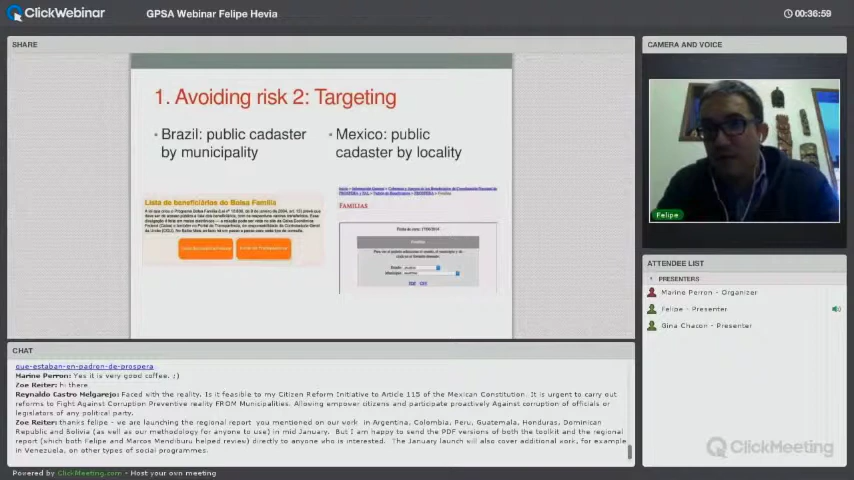 ClickWebinar
GPSA Webinar Felipe Hevia
00:36:59
SHARE
1. Avoiding risk 2: Targeting
• Brazil: public cadaster
by municipality
• Mexico: public
cadaster by locality
Lista de beneficiários do Bolsa Família
FAMILIAS
CAMERA AND VOICE
Felipe
ATTENDEE LIST
PRESENTERS
Marine Perron - Organizer
Felipe - Presenter
Gina Chacon - Presenter
CHAT
que-estaban-en-padron-de-prospera
Marine Perron: Yes it is very good coffee. ;)
Zoe Reiter: hi there
Reynaldo Castro Melgarejo: Faced with the reality. Is it feasible to my Citizen Reform Initiative to Article 115 of the Mexican Constitution. It is urgent to carry out
reforms to Fight Against Corruption Preventive reality FROM Municipalities. Allowing empower citizens and participate proactively Against corruption of officials or
legislators of any political party.
Zoe Reiter: thanks felipe - we are launching the regional report you mentioned on our work in Argentina, Colombia, Peru, Guatemala, Honduras, Dominican
Republic and Bolivia (as well as our methodology for anyone to use) in mid January. But I am happy to send the PDF versions of both the toolkit and the regional
report (which both Felipe and Marcos Mendiburu helped review) directly to anyone who is interested. The January launch will also cover additional work, for example
in Venezuela, on other types of social programmes.
ClickMeeting
Powered by ClickMeeting.com • Host your own meeting